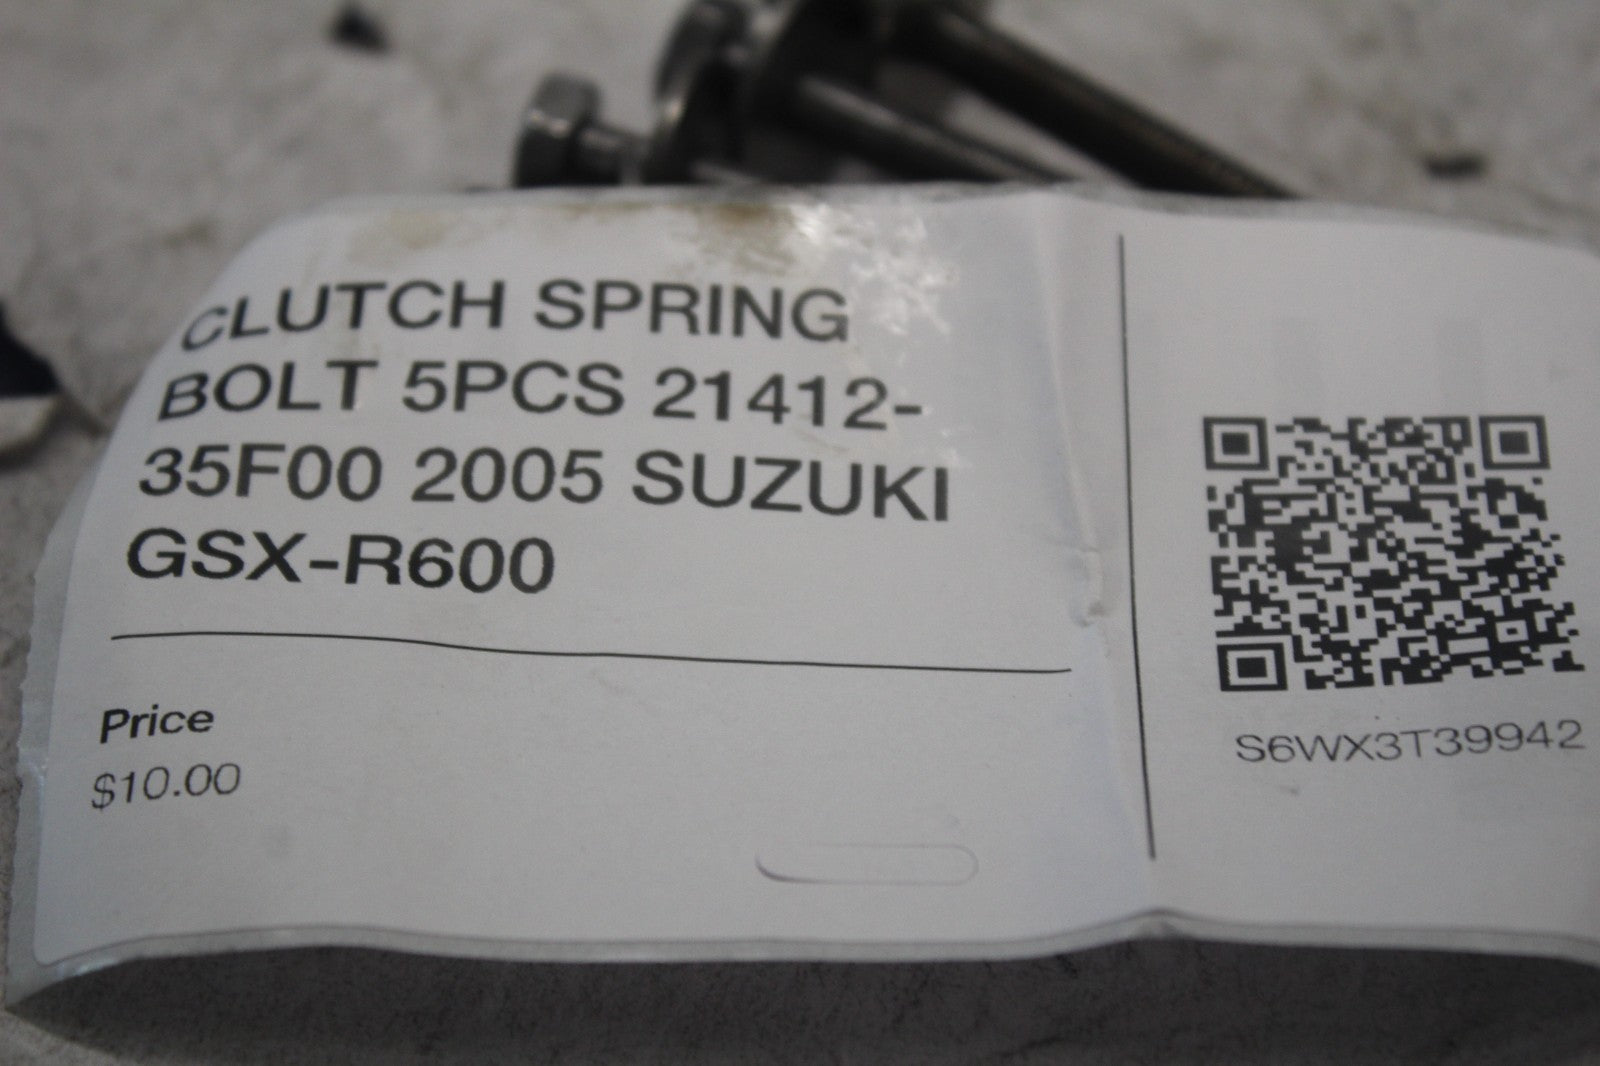 CLUTCH SPRING
BOLT 5PCS 21412-
35F00 2005 SUZUKI
GSX-R600
Price
$10.00
S6WX3T39942